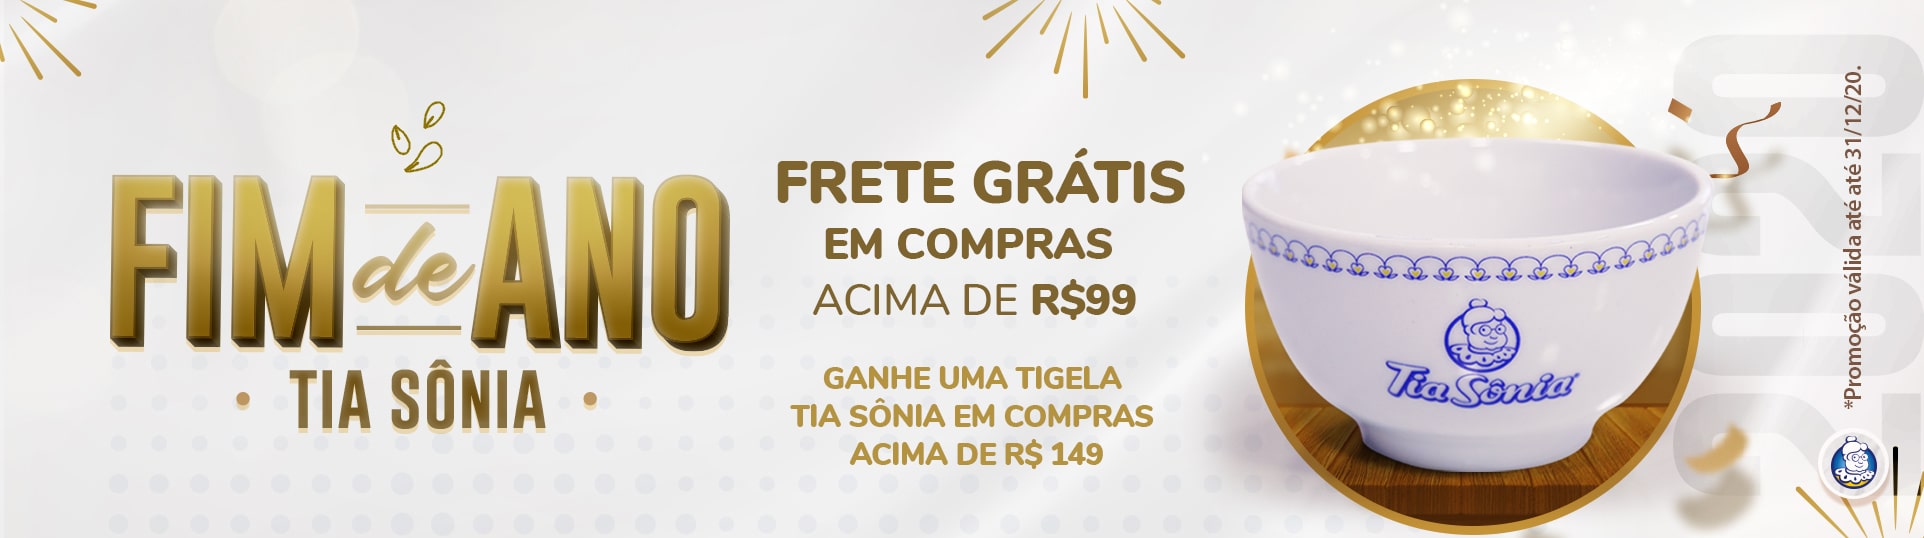 FIM de ANO
• TIA SÔNIA •
FRETE GRÁTIS
EM COMPRAS
ACIMA DE R$99
GANHE UMA TIGELA
TIA SÔNIA EM COMPRAS
ACIMA DE R$ 149
Tia Sônia
2020
*Promoção válida até até 31/12/20.